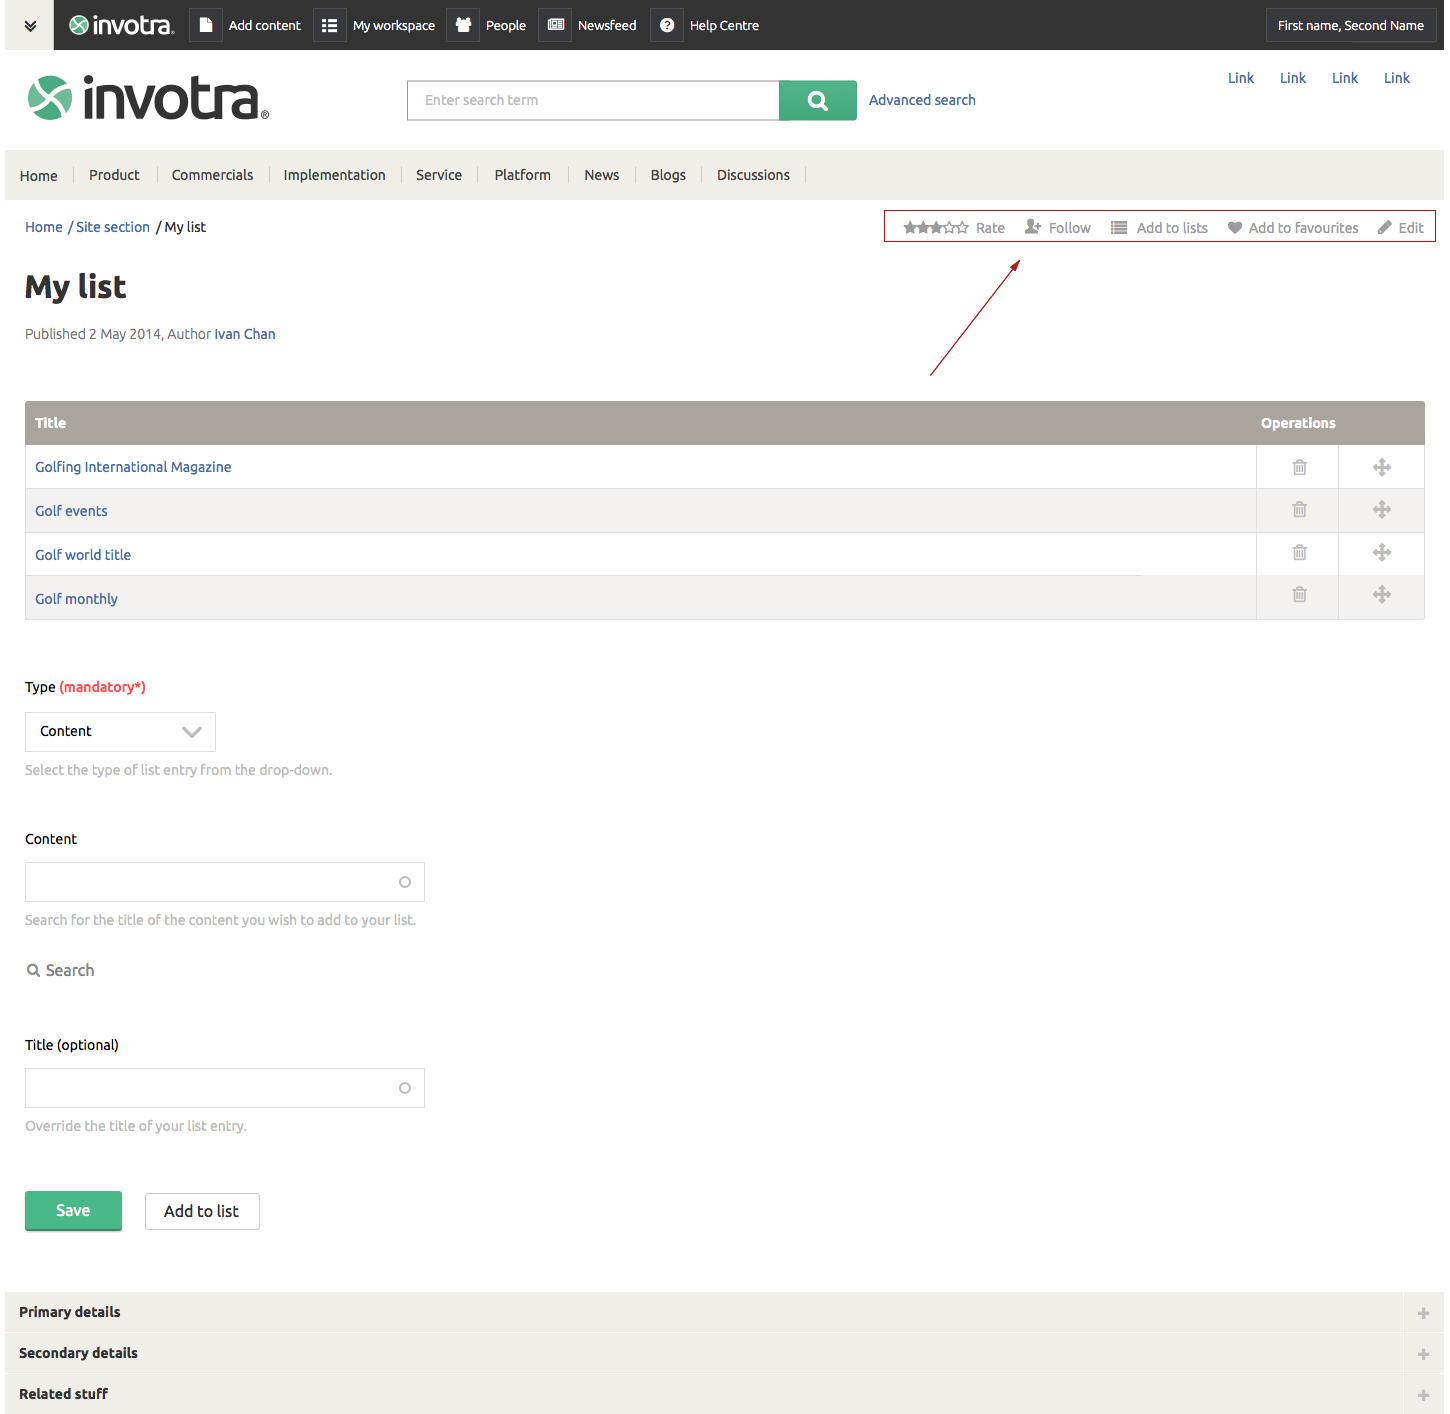 invotra® Add content My workspace People Newsfeed Help Centre First name, Second Name
invotra®
Enter search term
Advanced search
Link Link Link Link
Home Product Commercials Implementation Service Platform News Blogs Discussions
Home / Site section / My list
Rate Follow Add to lists Add to favourites Edit
My list
Published 2 May 2014, Author Ivan Chan
Title Operations
Golfing International Magazine
Golf events
Golf world title
Golf monthly
Type (mandatory*)
Content
Select the type of list entry from the drop-down.
Content
Search for the title of the content you wish to add to your list.
Search
Title (optional)
Override the title of your list entry.
Save Add to list
Primary details
Secondary details
Related stuff